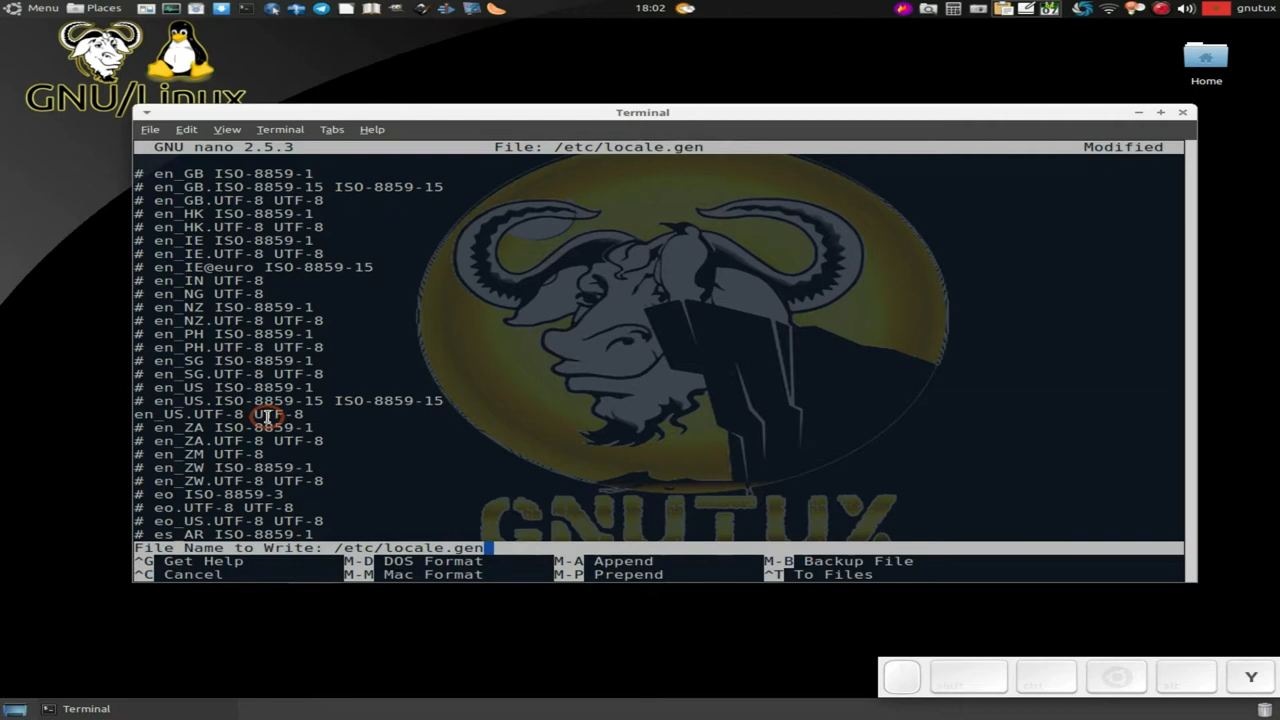 Menu Places 18:02 gnutux
GNU/Linux
Home
Terminal
File Edit View Terminal Tabs Help
GNU nano 2.5.3 File: /etc/locale.gen Modified
# en_GB ISO-8859-1
# en_GB.ISO-8859-15 ISO-8859-15
# en_GB.UTF-8 UTF-8
# en_HK ISO-8859-1
# en_HK.UTF-8 UTF-8
# en_IE ISO-8859-1
# en_IE.UTF-8 UTF-8
# en_IE@euro ISO-8859-15
# en_IN UTF-8
# en_NG UTF-8
# en_NZ ISO-8859-1
# en_NZ.UTF-8 UTF-8
# en_PH ISO-8859-1
# en_PH.UTF-8 UTF-8
# en_SG ISO-8859-1
# en_SG.UTF-8 UTF-8
# en_US ISO-8859-1
# en_US.ISO-8859-15 ISO-8859-15
en_US.UTF-8 UTF-8
# en_ZA ISO-8859-1
# en_ZA.UTF-8 UTF-8
# en_ZM UTF-8
# en_ZW ISO-8859-1
# en_ZW.UTF-8 UTF-8
# eo ISO-8859-3
# eo.UTF-8 UTF-8
# eo_US.UTF-8 UTF-8
# es_AR ISO-8859-1
GNUTUX
File Name to Write: /etc/locale.gen
^G Get Help M-D DOS Format M-A Append M-B Backup File
^C Cancel M-M Mac Format M-P Prepend ^T To Files
shift ctrl alt Y
Terminal